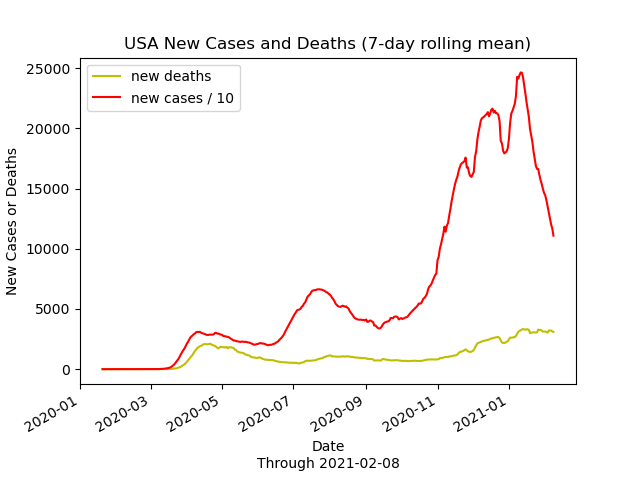 USA New Cases and Deaths (7-day rolling mean)
new deaths
new cases / 10
25000
20000
15000
10000
5000
0
New Cases or Deaths
2020-01
2020-03
2020-05
2020-07
2020-09
2020-11
2021-01
Date
Through 2021-02-08